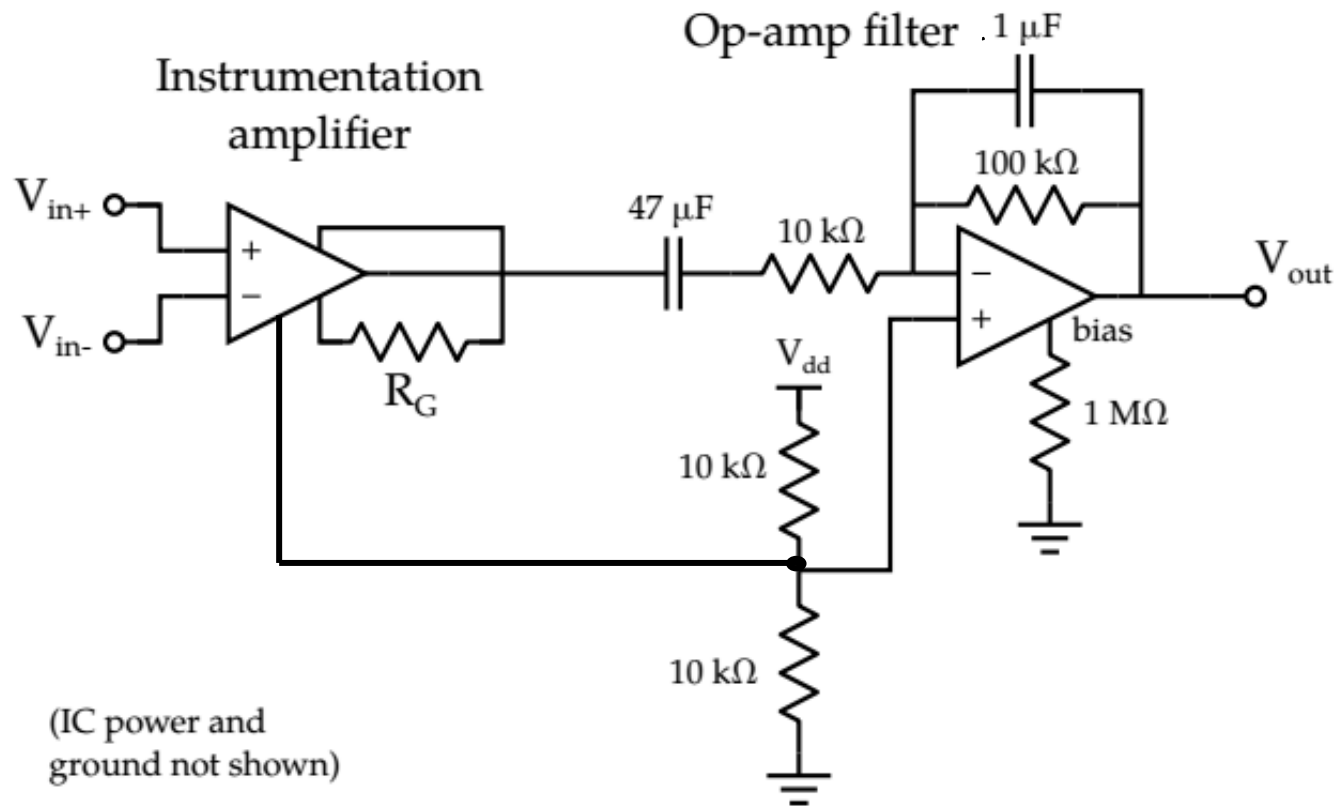 Op-amp filter
. 1 μF
Instrumentation
amplifier
100 kΩ
V_in+
47 μF
10 kΩ
+
−
−
V_out
V_in-
+
bias
V_dd
R_G
1 MΩ
10 kΩ
10 kΩ
(IC power and
ground not shown)